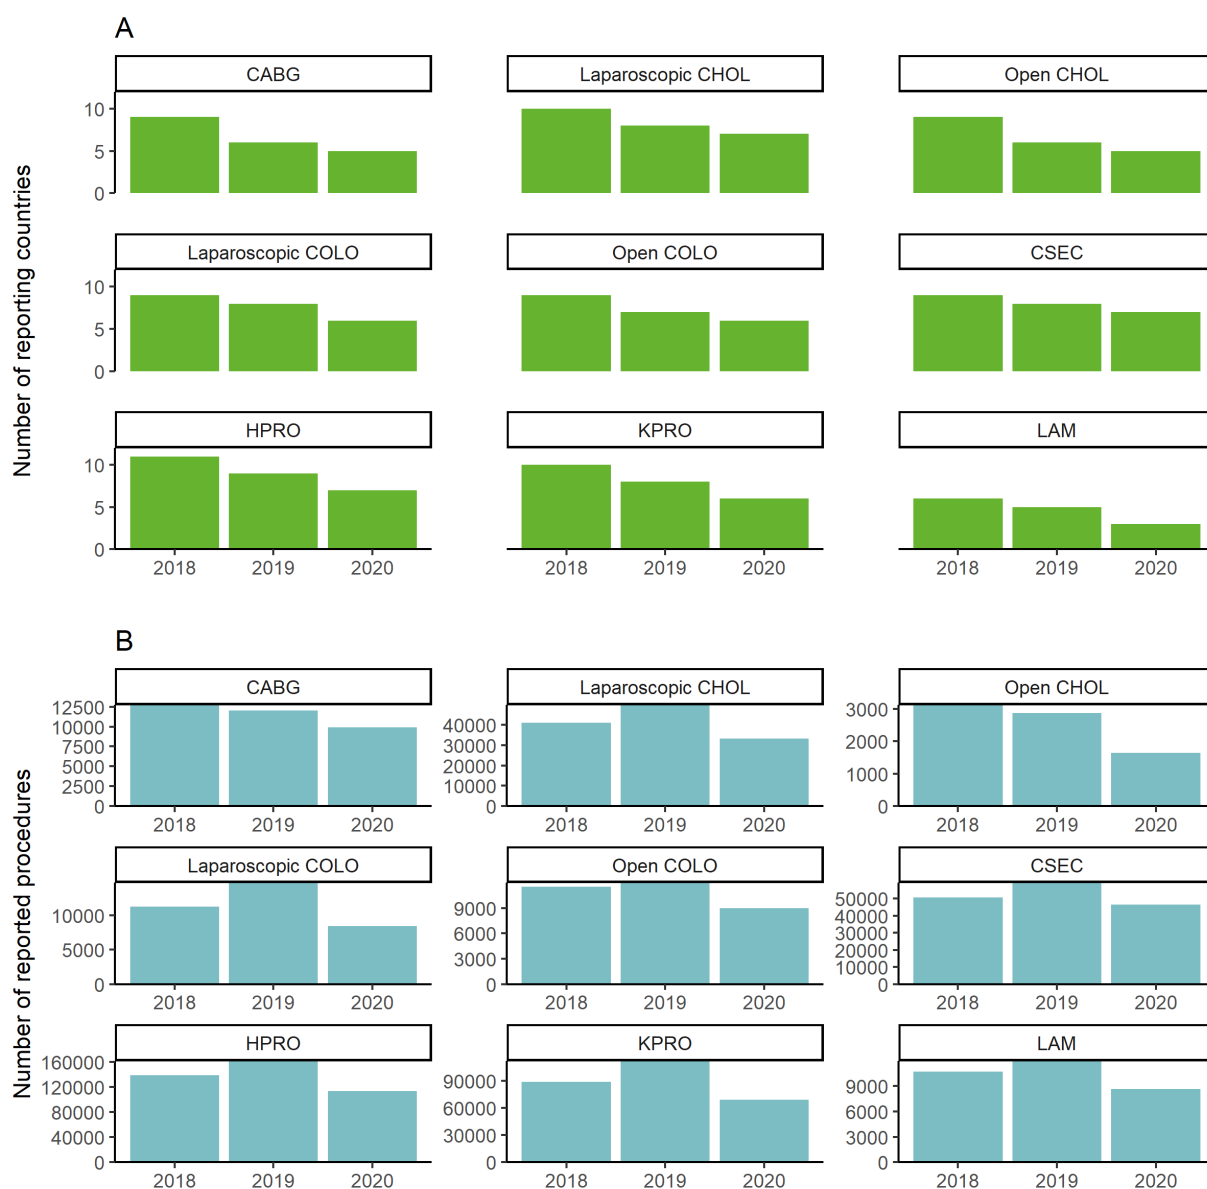 A
CABG
Laparoscopic CHOL
Open CHOL
10
5
0
Laparoscopic COLO
Open COLO
CSEC
10
5
0
HPRO
KPRO
LAM
10
5
0
2018 2019 2020
2018 2019 2020
2018 2019 2020
Number of reporting countries
B
CABG
12500
10000
7500
5000
2500
0
2018 2019 2020
Laparoscopic CHOL
40000
30000
20000
10000
0
2018 2019 2020
Open CHOL
3000
2000
1000
0
2018 2019 2020
Laparoscopic COLO
10000
5000
0
2018 2019 2020
Open COLO
9000
6000
3000
0
2018 2019 2020
CSEC
50000
40000
30000
20000
10000
0
2018 2019 2020
HPRO
160000
120000
80000
40000
0
2018 2019 2020
KPRO
90000
60000
30000
0
2018 2019 2020
LAM
9000
6000
3000
0
2018 2019 2020
Number of reported procedures